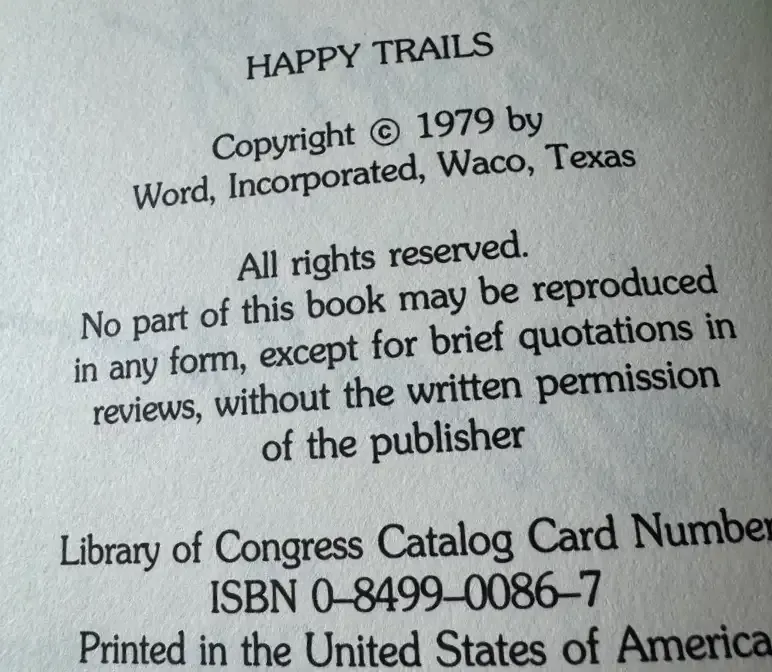 HAPPY TRAILS
Copyright © 1979 by
Word, Incorporated, Waco, Texas
All rights reserved.
No part of this book may be reproduced
in any form, except for brief quotations in
reviews, without the written permission
of the publisher
Library of Congress Catalog Card Number
ISBN 0–8499–0086–7
Printed in the United States of America